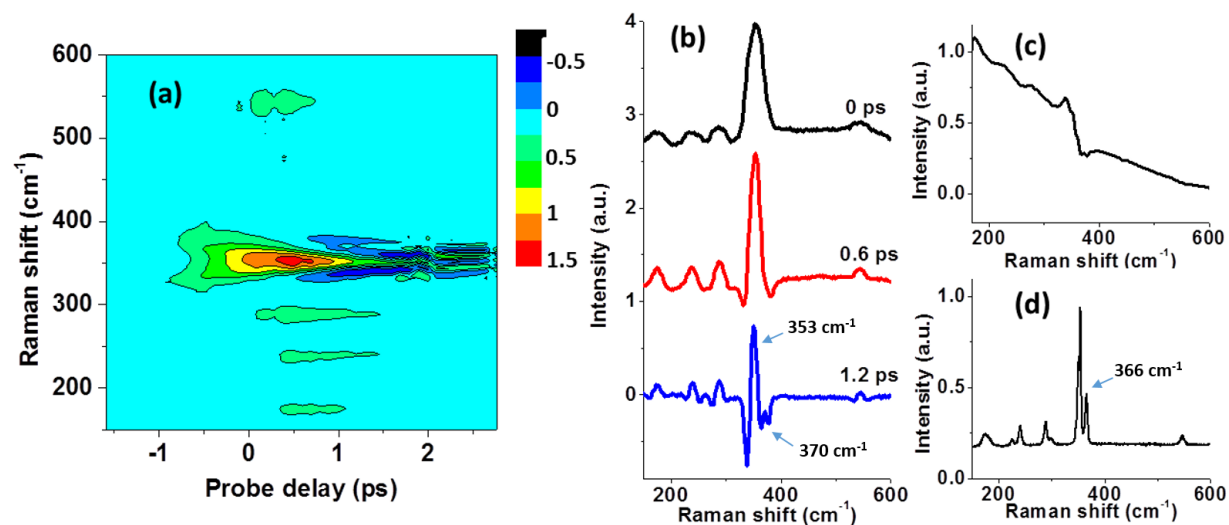 (a)
600
500
400
300
200
Raman shift (cm-1)
-1 0 1 2
Probe delay (ps)
-0.5
0
0.5
1
1.5
(b)
4
3
2
1
0
Intensity (a.u.)
0 ps
0.6 ps
353 cm-1
1.2 ps
370 cm-1
200 400 600
Raman shift (cm-1)
(c)
1.0
0.5
0.0
Intensity (a.u.)
200 400 600
Raman shift (cm-1)
(d)
1.0
0.5
0.0
Intensity (a.u.)
366 cm-1
200 400 600
Raman shift (cm-1)